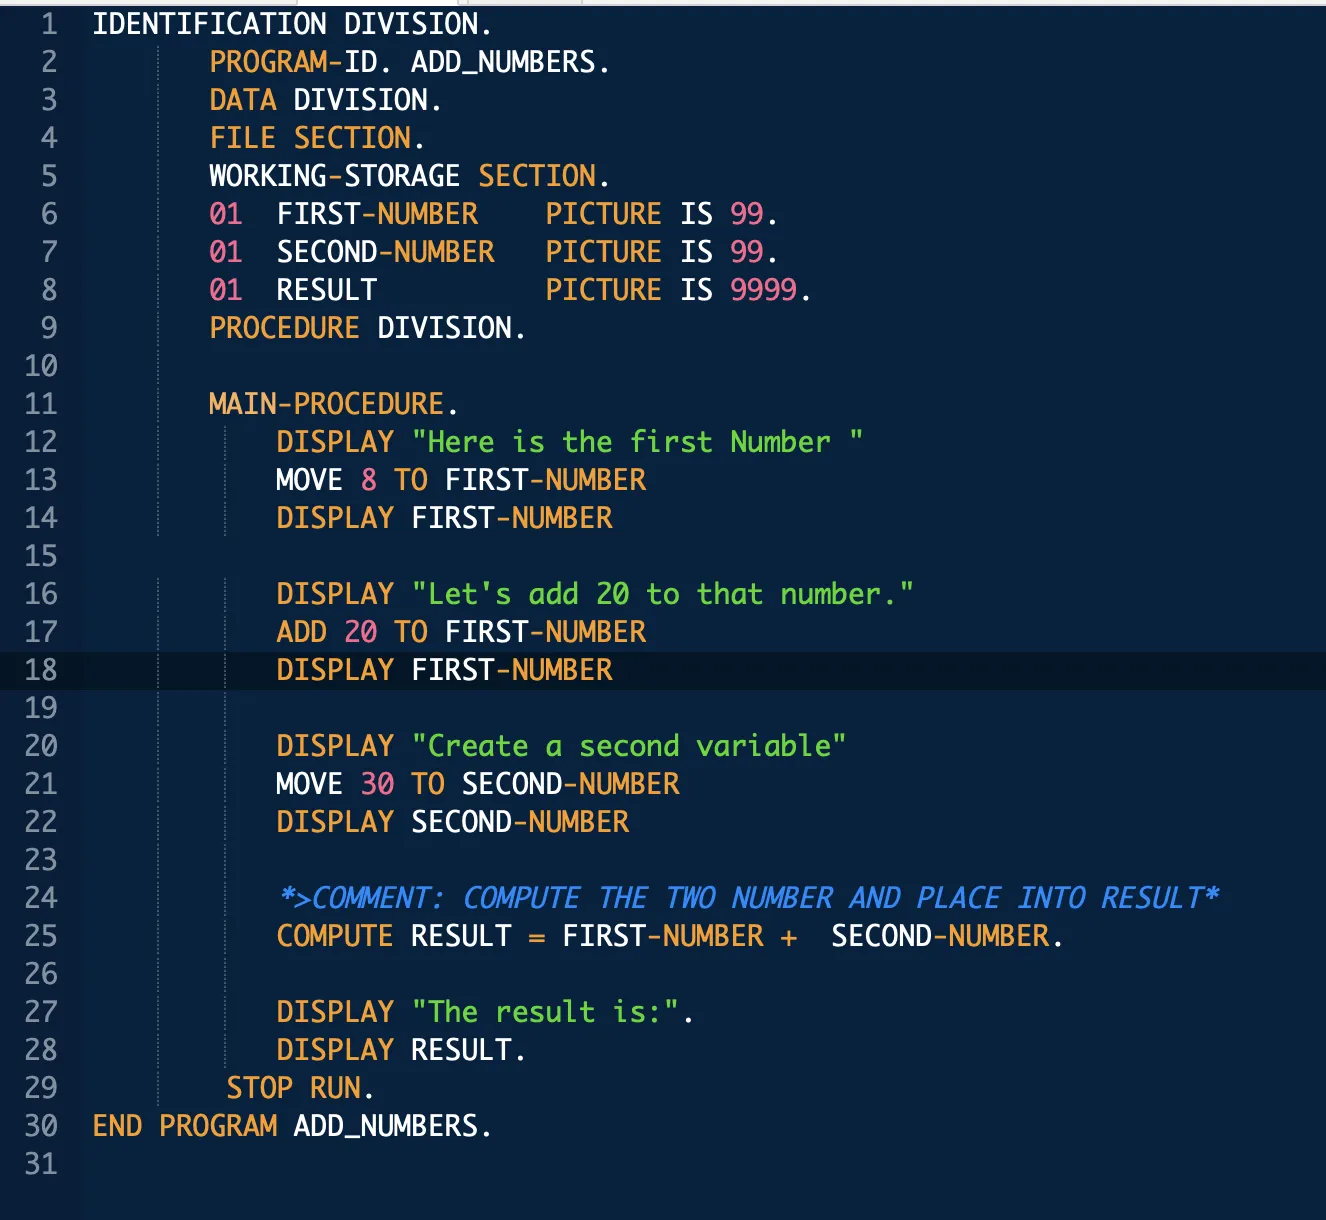 1 IDENTIFICATION DIVISION.
2 PROGRAM-ID. ADD_NUMBERS.
3 DATA DIVISION.
4 FILE SECTION.
5 WORKING-STORAGE SECTION.
6 01  FIRST-NUMBER    PICTURE IS 99.
7 01  SECOND-NUMBER   PICTURE IS 99.
8 01  RESULT          PICTURE IS 9999.
9 PROCEDURE DIVISION.
10
11 MAIN-PROCEDURE.
12 DISPLAY "Here is the first Number "
13 MOVE 8 TO FIRST-NUMBER
14 DISPLAY FIRST-NUMBER
15
16 DISPLAY "Let's add 20 to that number."
17 ADD 20 TO FIRST-NUMBER
18 DISPLAY FIRST-NUMBER
19
20 DISPLAY "Create a second variable"
21 MOVE 30 TO SECOND-NUMBER
22 DISPLAY SECOND-NUMBER
23
24 *>COMMENT: COMPUTE THE TWO NUMBER AND PLACE INTO RESULT*
25 COMPUTE RESULT = FIRST-NUMBER +  SECOND-NUMBER.
26
27 DISPLAY "The result is:".
28 DISPLAY RESULT.
29 STOP RUN.
30 END PROGRAM ADD_NUMBERS.
31